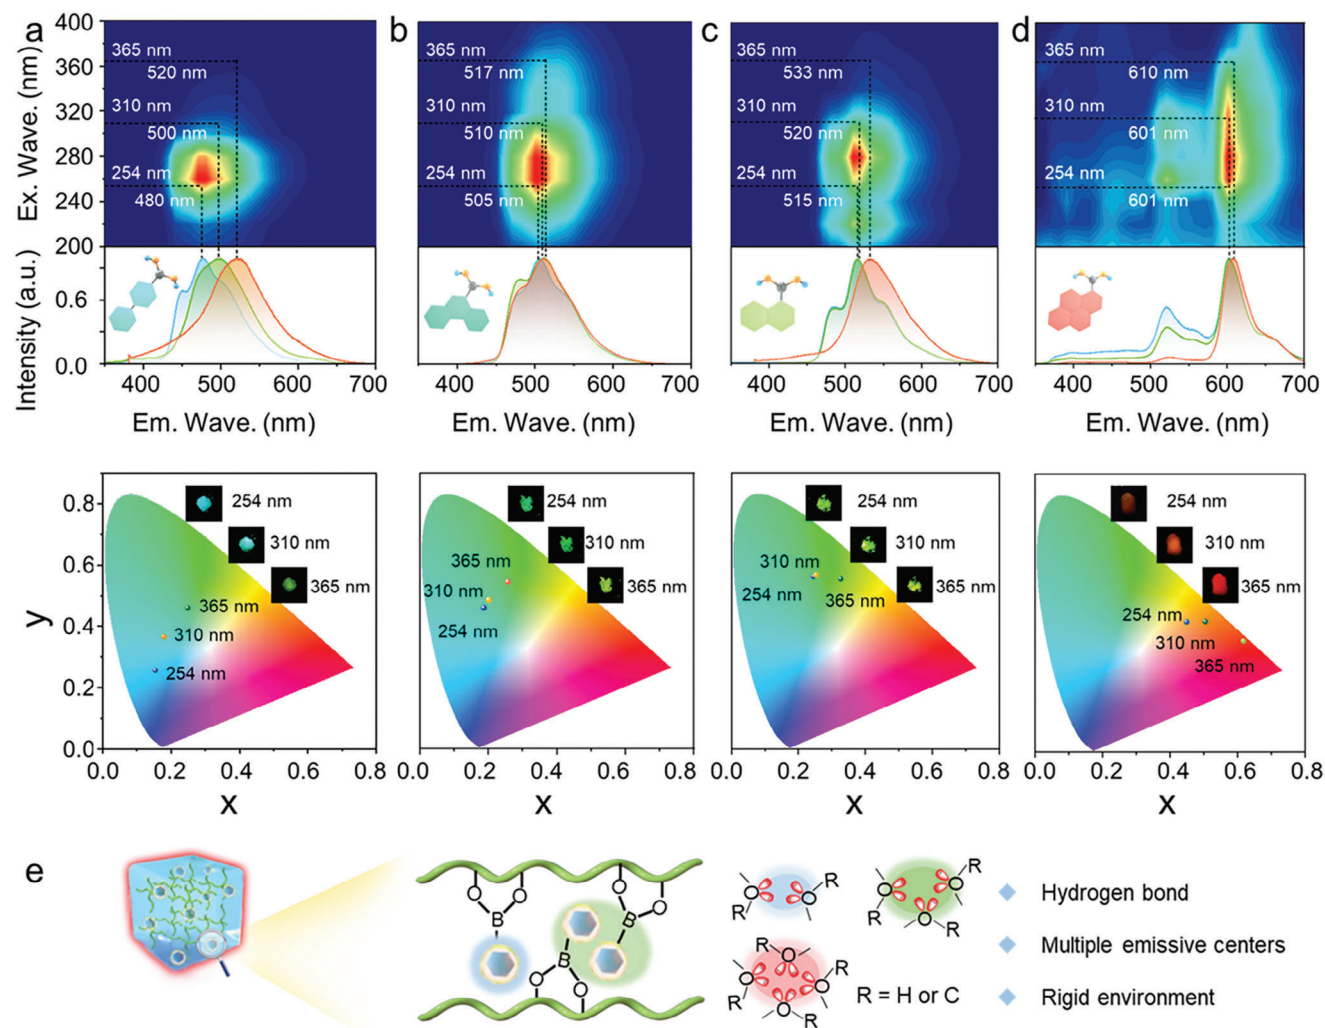 a
b
c
d
Ex. Wave. (nm)
400
360
320
280
240
200
365 nm
520 nm
310 nm
500 nm
254 nm
480 nm
365 nm
517 nm
310 nm
510 nm
254 nm
505 nm
365 nm
533 nm
310 nm
520 nm
254 nm
515 nm
365 nm
610 nm
310 nm
601 nm
254 nm
601 nm
Intensity (a.u.)
0.6
0.0
400 500 600 700
400 500 600 700
400 500 600 700
400 500 600 700
Em. Wave. (nm)
Em. Wave. (nm)
Em. Wave. (nm)
Em. Wave. (nm)
y
0.8
0.6
0.4
0.2
0.0
254 nm
310 nm
365 nm
365 nm
310 nm
254 nm
254 nm
310 nm
365 nm
365 nm
310 nm
254 nm
254 nm
310 nm
365 nm
310 nm
254 nm
365 nm
254 nm
310 nm
365 nm
254 nm
310 nm
365 nm
0.0 0.2 0.4 0.6 0.8
0.0 0.2 0.4 0.6 0.8
0.0 0.2 0.4 0.6 0.8
0.0 0.2 0.4 0.6 0.8
x
x
x
x
e
O O
B
O O
B
B
O O
R
O O
R
R
O O
O
R R
R
O O
O O
R R
R
R = H or C
Hydrogen bond
Multiple emissive centers
Rigid environment